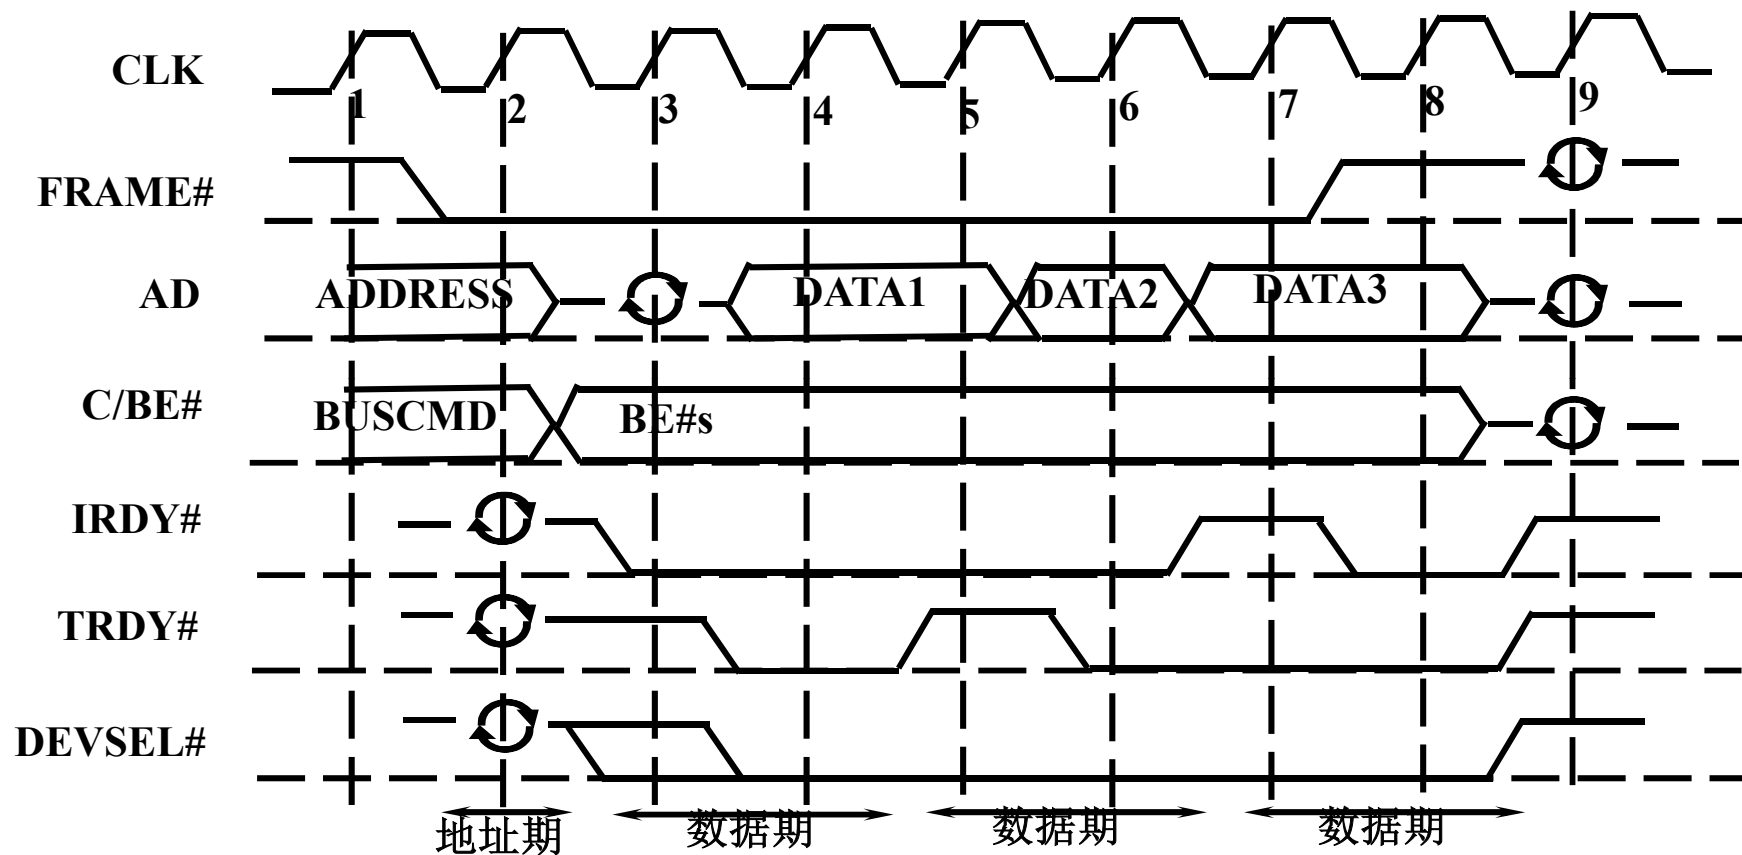 CLK
1 2 3 4 5 6 7 8 9
FRAME#
AD
ADDRESS DATA1 DATA2 DATA3
C/BE#
BUSCMD BE#s
IRDY#
TRDY#
DEVSEL#
地址期 数据期 数据期 数据期